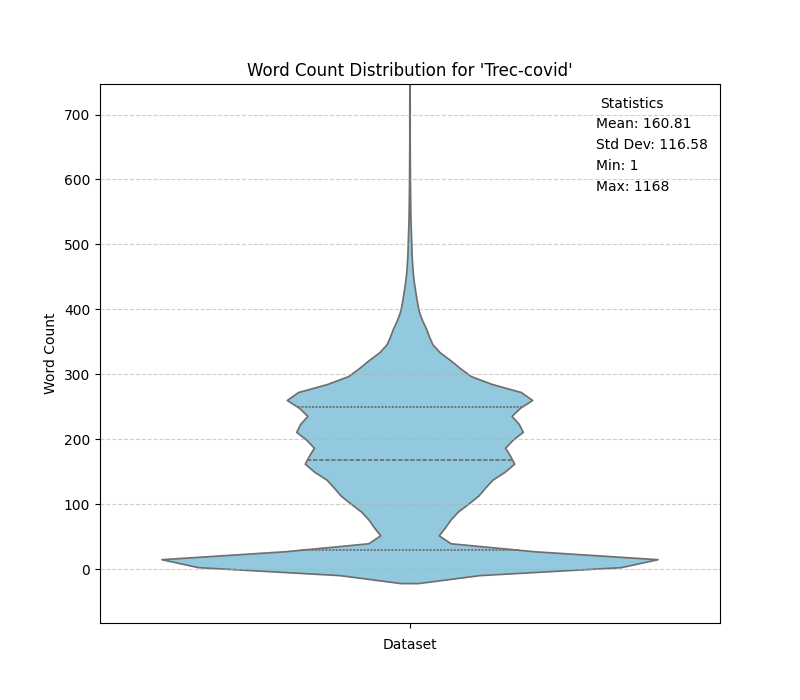 Word Count Distribution for 'Trec-covid'
Statistics
Mean: 160.81
Std Dev: 116.58
Min: 1
Max: 1168
700
600
500
400
300
200
100
0
Word Count
Dataset